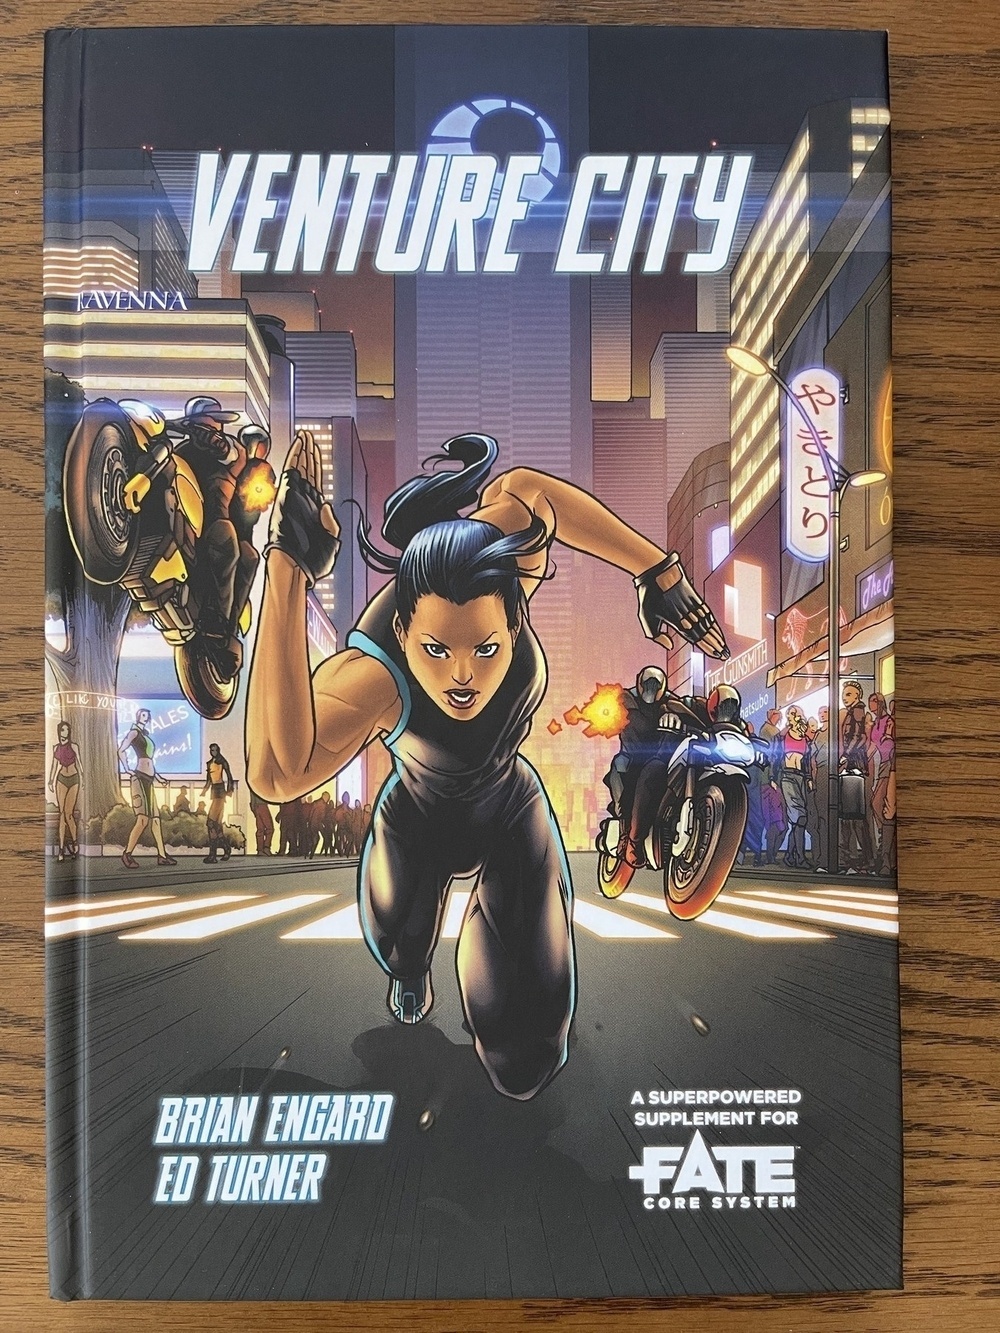 VENTURE CITY
RAVENNA
やきとり
THE GUNSMITH
BRIAN ENGARD
ED TURNER
A SUPERPOWERED
SUPPLEMENT FOR
FATE
CORE SYSTEM